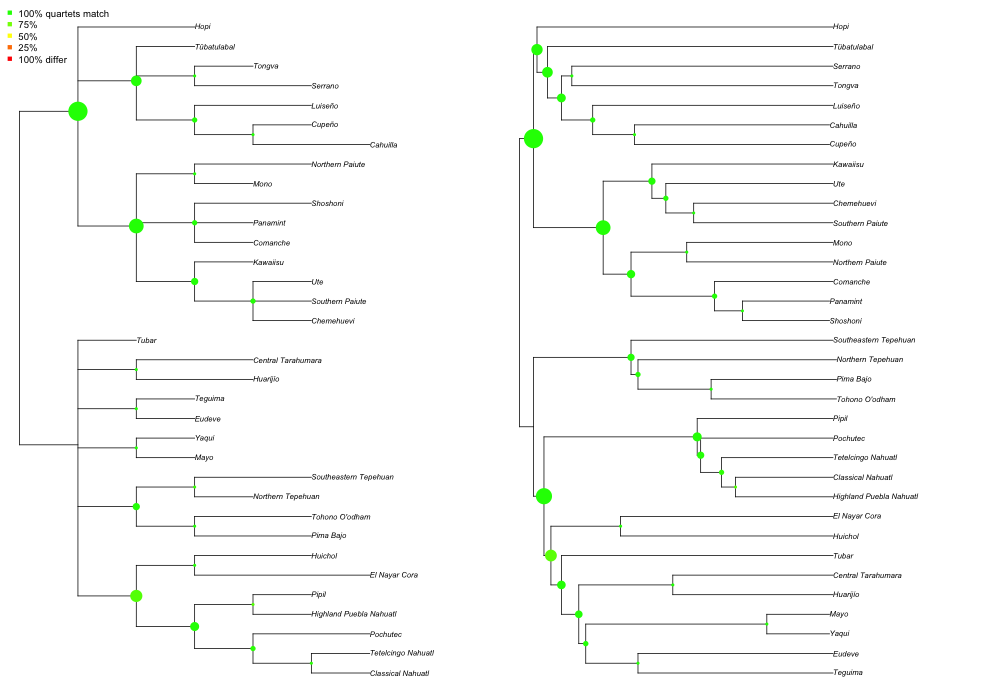 100% quartets match
75%
50%
25%
100% differ
Hopi
Tübatulabal
Tongva
Serrano
Luiseño
Cupeño
Cahuilla
Northern Paiute
Mono
Shoshoni
Panamint
Comanche
Kawaiisu
Ute
Southern Paiute
Chemehuevi
Tubar
Central Tarahumara
Huarijio
Teguima
Eudeve
Yaqui
Mayo
Southeastern Tepehuan
Northern Tepehuan
Tohono O'odham
Pima Bajo
Huichol
El Nayar Cora
Pipil
Highland Puebla Nahuatl
Pochutec
Tetelcingo Nahuatl
Classical Nahuatl
Hopi
Tübatulabal
Serrano
Tongva
Luiseño
Cahuilla
Cupeño
Kawaiisu
Ute
Chemehuevi
Southern Paiute
Mono
Northern Paiute
Comanche
Panamint
Shoshoni
Southeastern Tepehuan
Northern Tepehuan
Pima Bajo
Tohono O'odham
Pipil
Pochutec
Tetelcingo Nahuatl
Classical Nahuatl
Highland Puebla Nahuatl
El Nayar Cora
Huichol
Tubar
Central Tarahumara
Huarijio
Mayo
Yaqui
Eudeve
Teguima